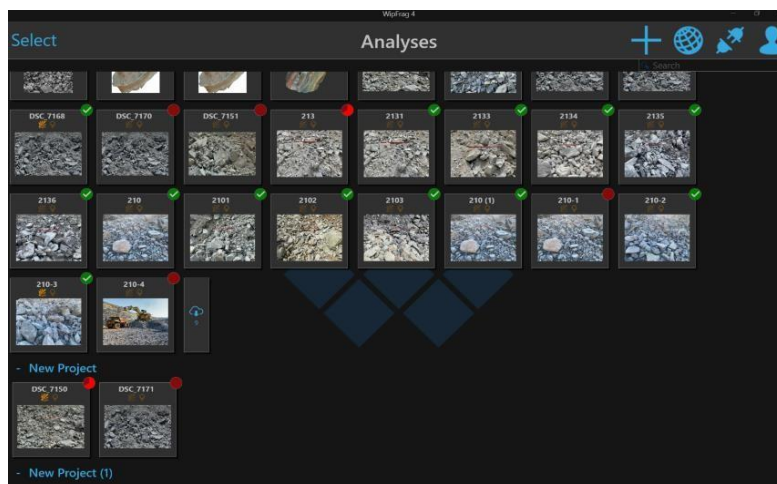 WipFrag 4
Select
Analyses
Search
DSC_7168
DSC_7170
DSC_7151
213
2131
2133
2134
2135
2136
210
2101
2102
2103
210 (1)
210-1
210-2
210-3
210-4
- New Project
DSC_7150
DSC_7171
- New Project (1)